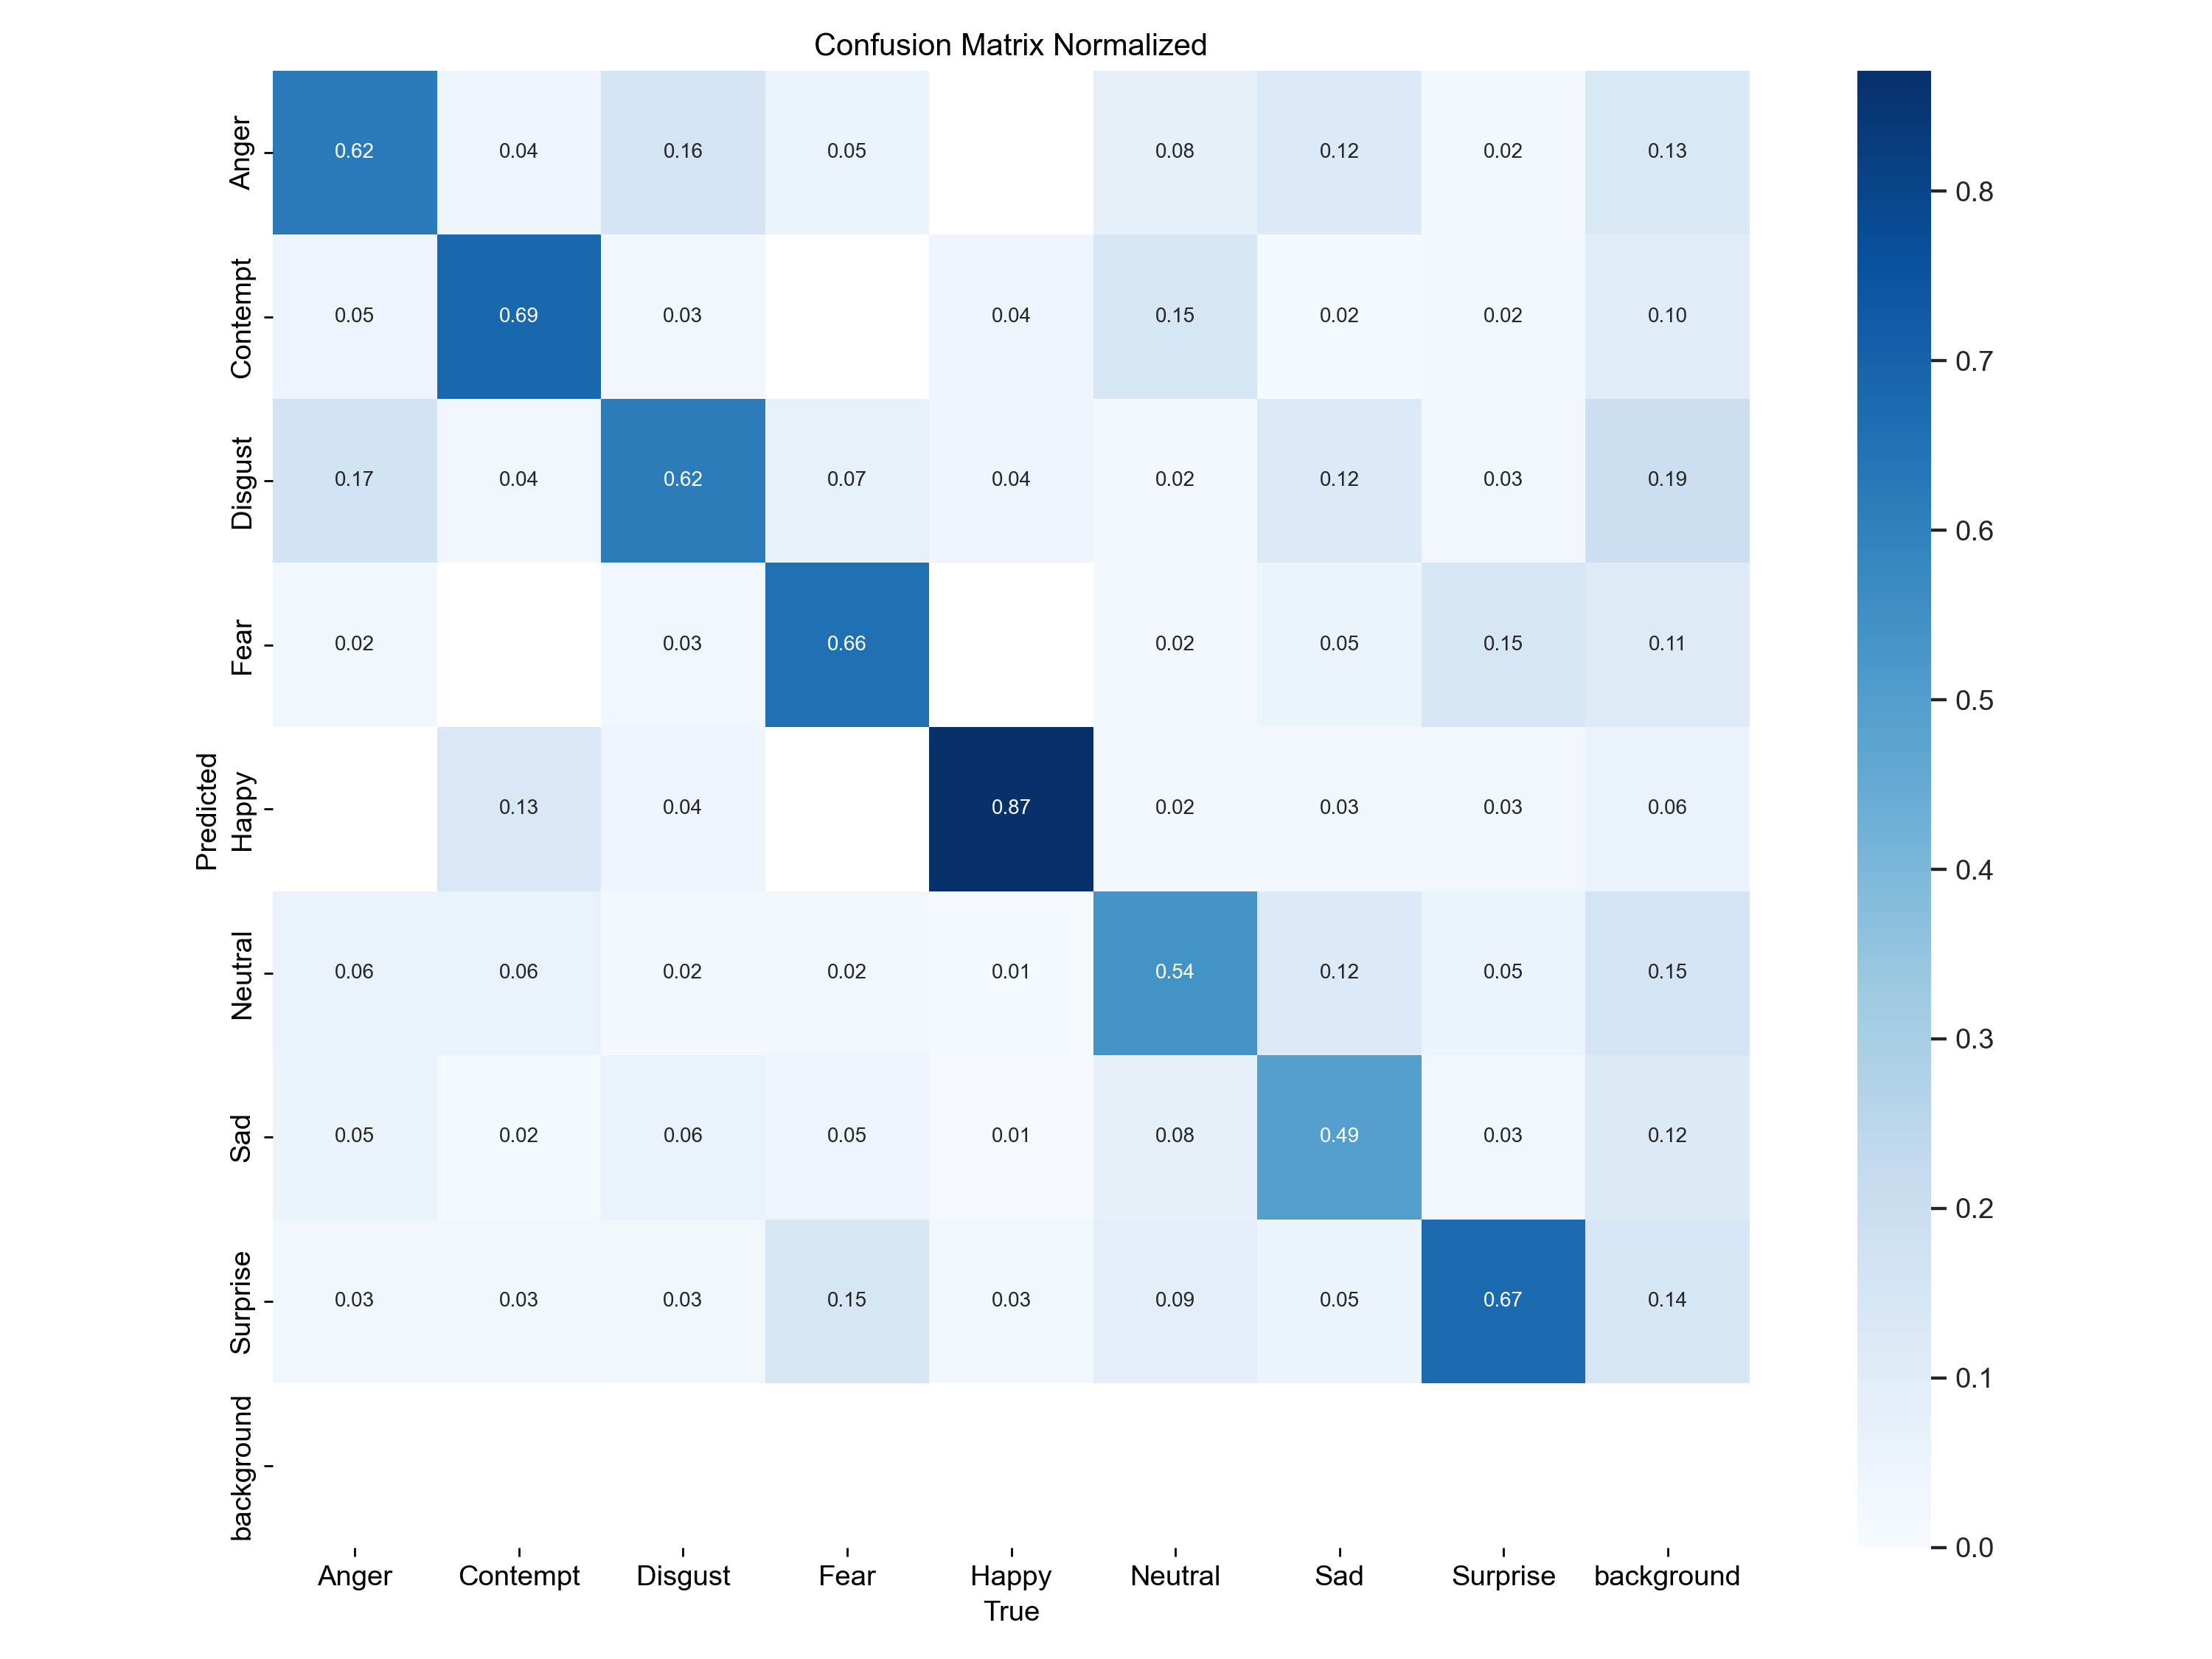 Confusion Matrix Normalized
Anger 0.62 0.04 0.16 0.05 0.08 0.12 0.02 0.13
Contempt 0.05 0.69 0.03 0.04 0.15 0.02 0.02 0.10
Disgust 0.17 0.04 0.62 0.07 0.04 0.02 0.12 0.03 0.19
Fear 0.02 0.03 0.66 0.02 0.05 0.15 0.11
Predicted
Happy 0.13 0.04 0.87 0.02 0.03 0.03 0.06
Neutral 0.06 0.06 0.02 0.02 0.01 0.54 0.12 0.05 0.15
Sad 0.05 0.02 0.06 0.05 0.01 0.08 0.49 0.03 0.12
Surprise 0.03 0.03 0.03 0.15 0.03 0.09 0.05 0.67 0.14
background
Anger Contempt Disgust Fear Happy Neutral Sad Surprise background
True
0.8
0.7
0.6
0.5
0.4
0.3
0.2
0.1
0.0